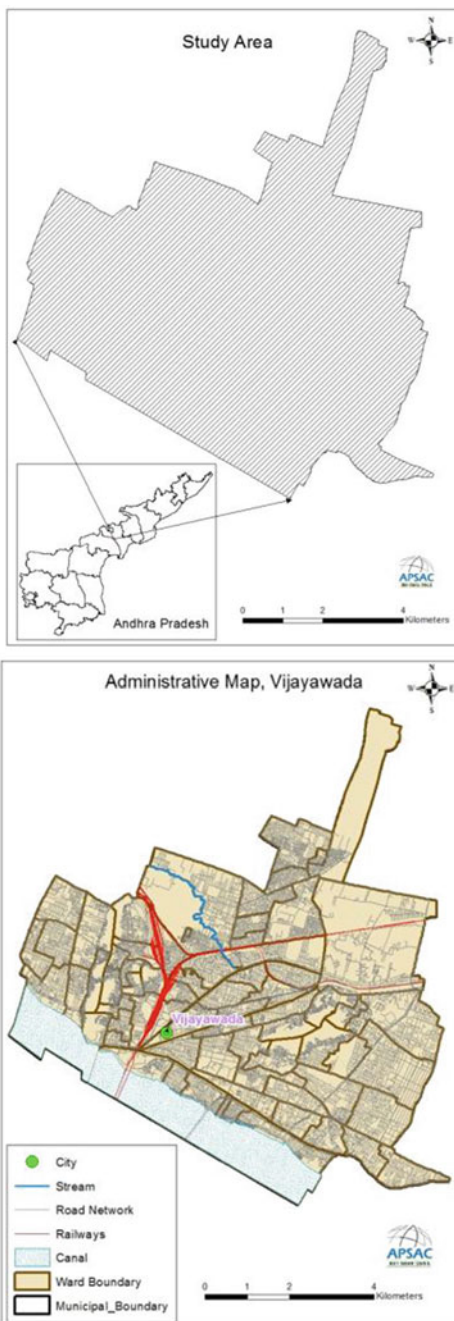 Study Area
N
W E
S
Andhra Pradesh
APSAC
0 1 2 4
Kilometers
Administrative Map, Vijayawada
N
W E
S
Vijayawada
City
Stream
Road Network
Railways
Canal
Ward Boundary
Municipal_Boundary
APSAC
0 1 2 4
Kilometers